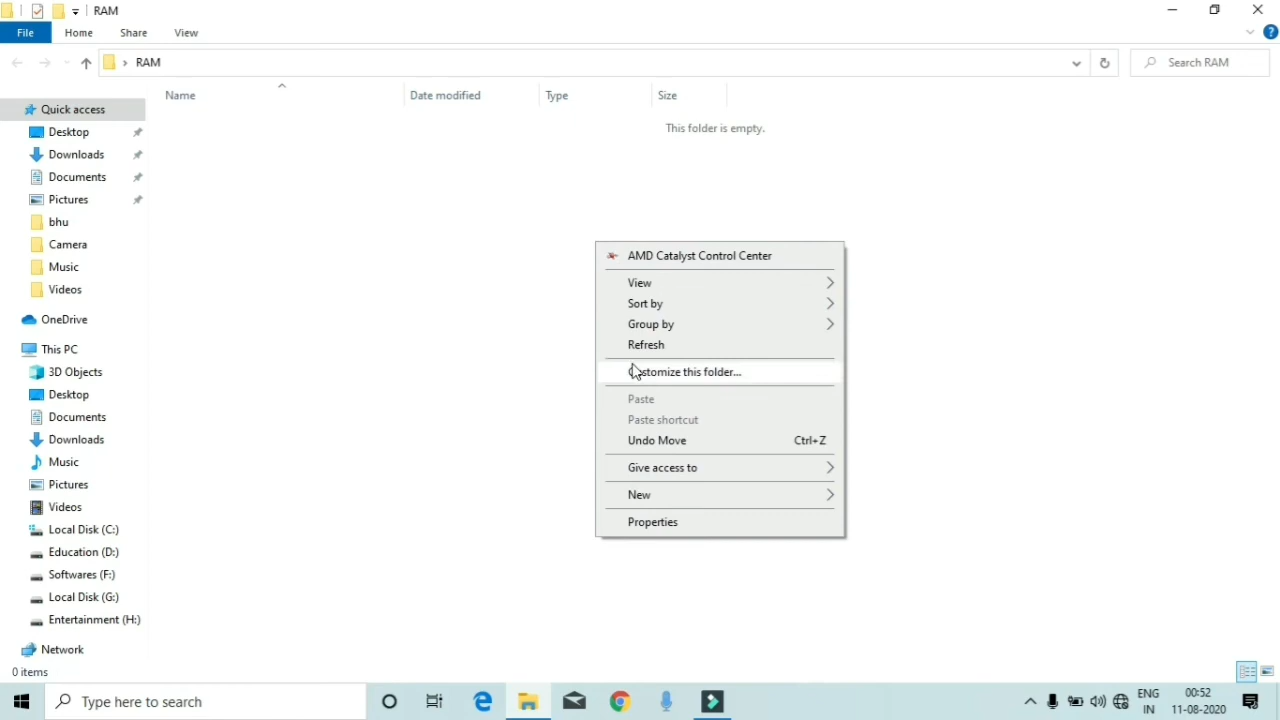 RAM
File Home Share View
RAM
Search RAM
Name Date modified Type Size
This folder is empty.
Quick access
Desktop
Downloads
Documents
Pictures
bhu
Camera
Music
Videos
OneDrive
This PC
3D Objects
Desktop
Documents
Downloads
Music
Pictures
Videos
Local Disk (C:)
Education (D:)
Softwares (F:)
Local Disk (G:)
Entertainment (H:)
Network
AMD Catalyst Control Center
View
Sort by
Group by
Refresh
Customize this folder...
Paste
Paste shortcut
Undo Move Ctrl+Z
Give access to
New
Properties
0 items
Type here to search
ENG
IN
00:52
11-08-2020